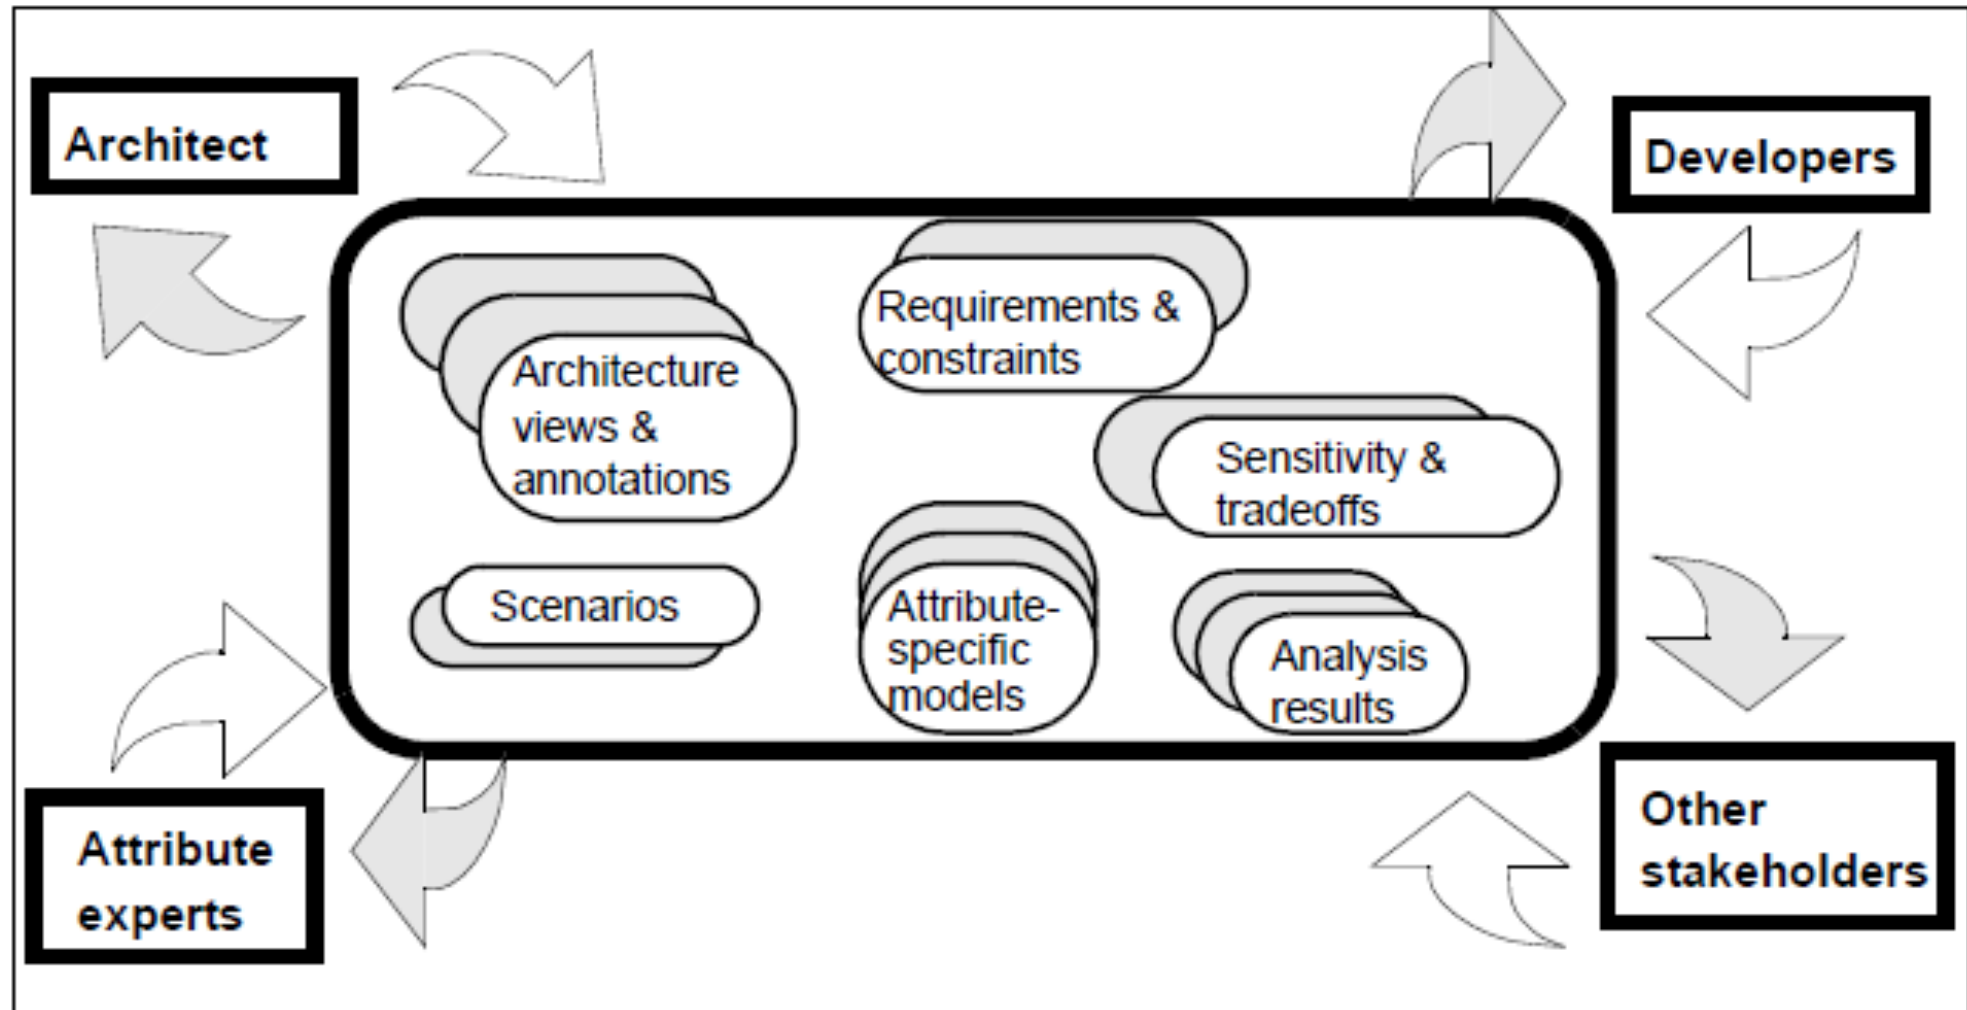 Architect
Developers
Requirements &
constraints
Architecture
views &
annotations
Sensitivity &
tradeoffs
Scenarios
Attribute-
specific
models
Analysis
results
Attribute
experts
Other
stakeholders